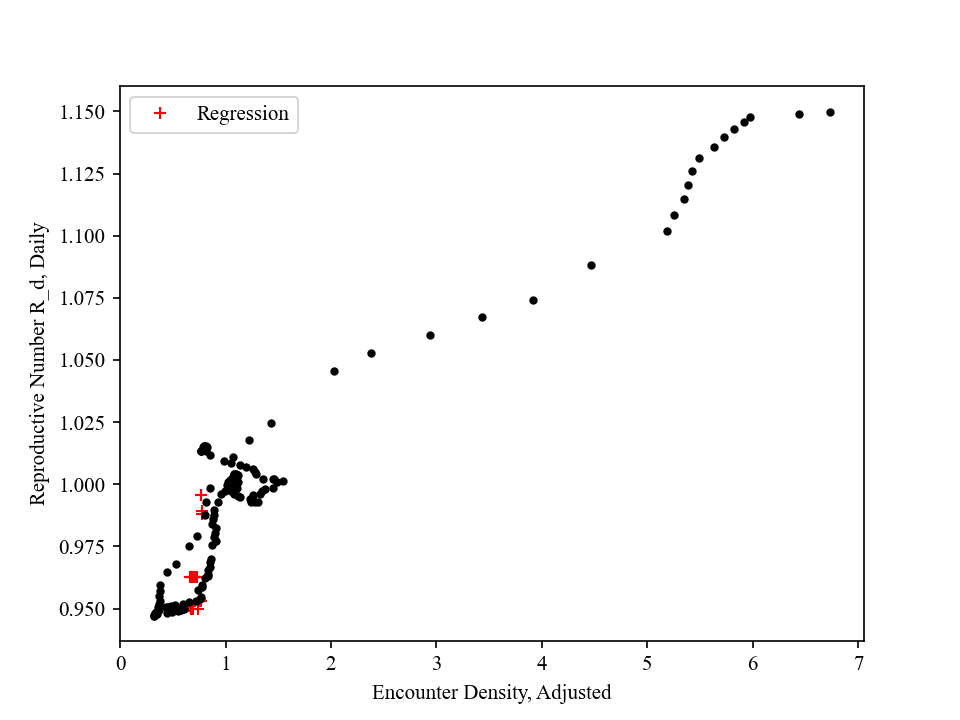 Regression
1.150
1.125
1.100
1.075
1.050
1.025
1.000
0.975
0.950
Reproductive Number R_d, Daily
0 1 2 3 4 5 6 7
Encounter Density, Adjusted